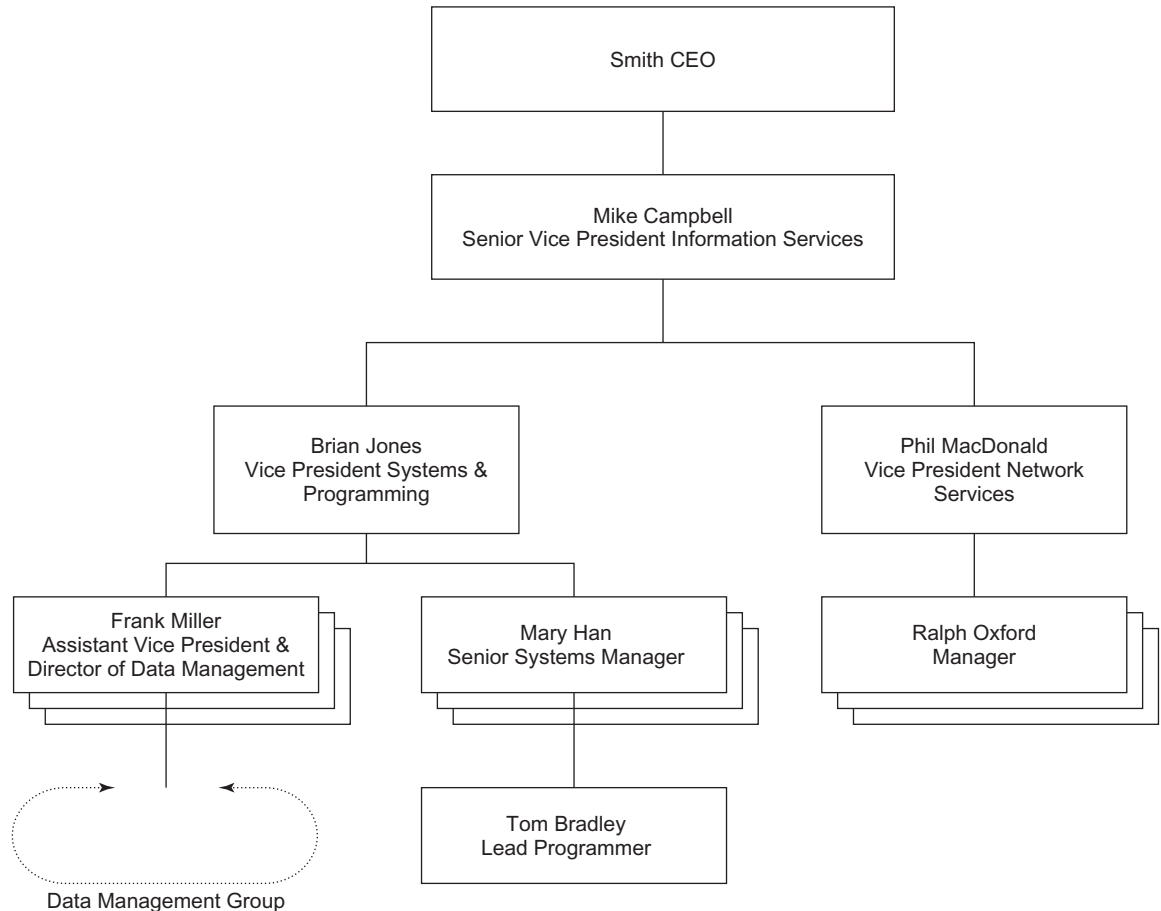 Smith CEO
Mike Campbell
Senior Vice President Information Services
Brian Jones
Vice President Systems &
Programming
Phil MacDonald
Vice President Network
Services
Frank Miller
Assistant Vice President &
Director of Data Management
Mary Han
Senior Systems Manager
Ralph Oxford
Manager
Tom Bradley
Lead Programmer
Data Management Group